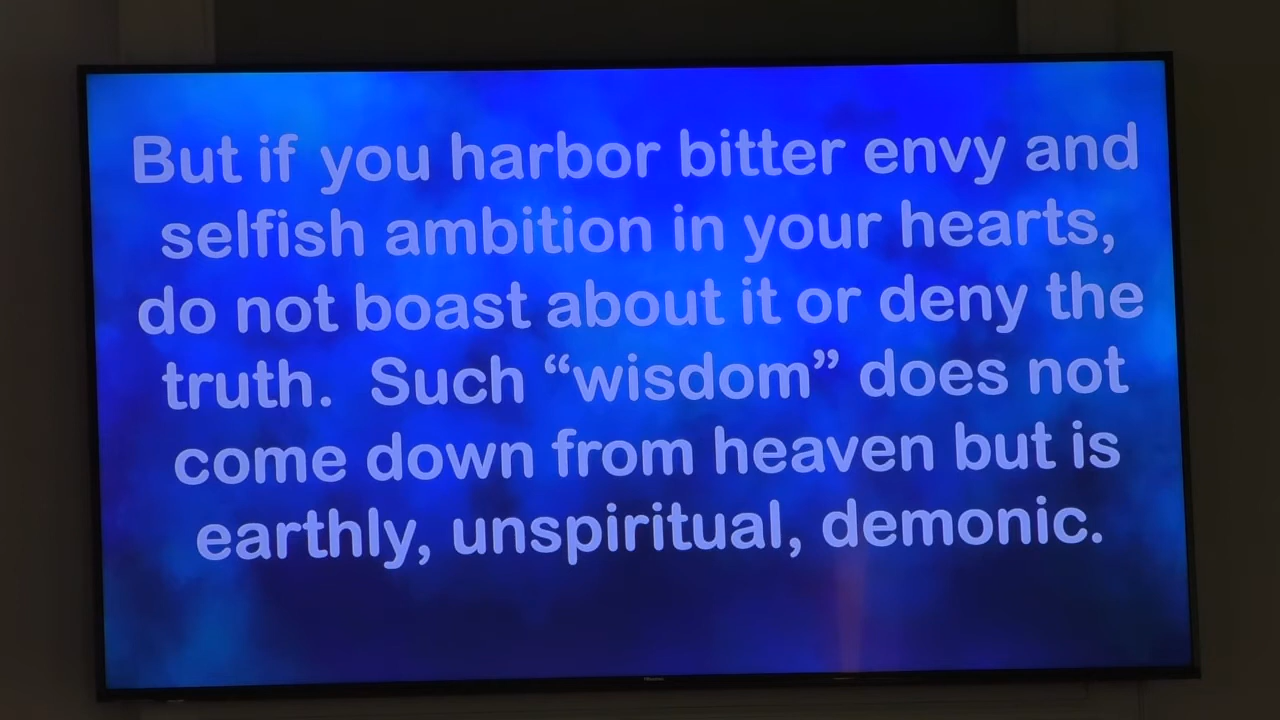 But if you harbor bitter envy and
selfish ambition in your hearts,
do not boast about it or deny the
truth.  Such “wisdom” does not
come down from heaven but is
earthly, unspiritual, demonic.